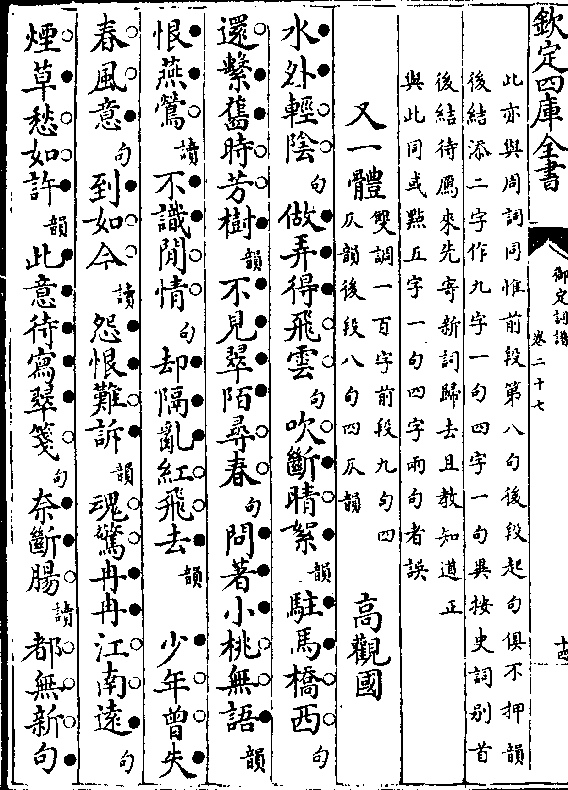 欽定四庫全書
御定詞譜
卷二十七
十四
此亦與周詞同惟前段第八句後段起句俱不押韻
後結添二字作九字一句四字一句異按史詞别首
後結待鴈來先寄新詞歸去且教知道正
與此同或點五字一句四字兩句者誤
又一體 雙調一百字前段九句四
仄韻後段八句四仄韻 高觀國
水外輕陰句做弄得飛雲句吹斷晴絮韻駐馬橋西句
還繫舊時芳樹韻不見翠陌尋春句問著小桃無語韻
恨燕鶯讀不識閒情句却隔亂紅飛去韻 少年曾失
春風意句到如今讀怨恨難訴韻魂驚冉冉江南遠句
煙草愁如許韻此意待寫翠箋句奈斷腸讀都無新句